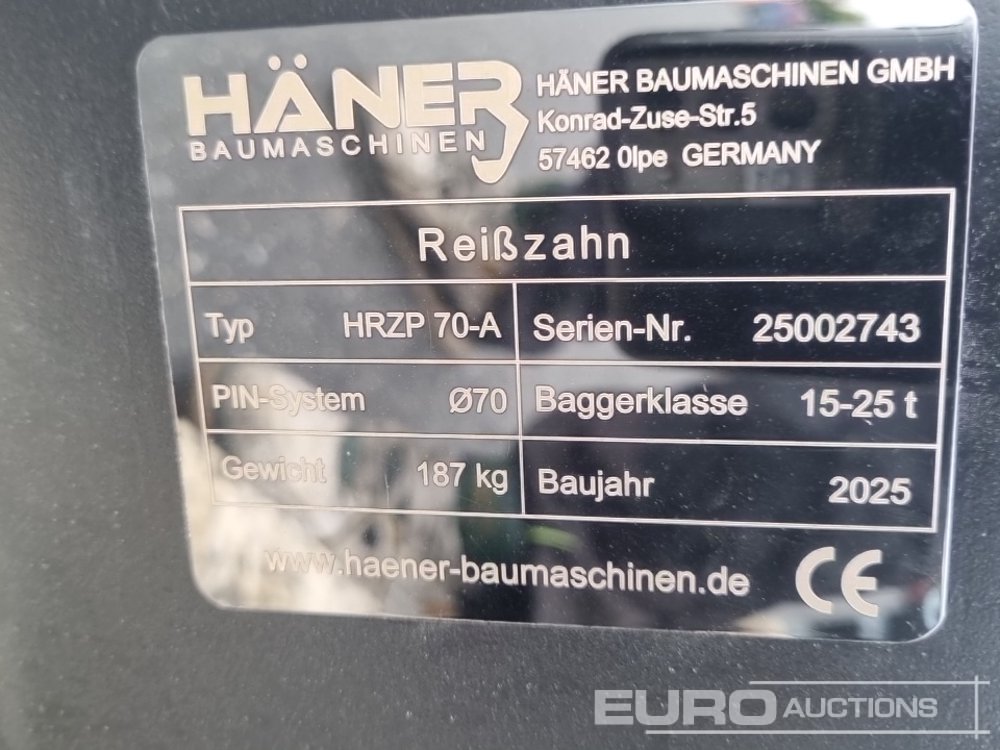 HÄNER
BAUMASCHINEN
HÄNER BAUMASCHINEN GMBH
Konrad-Zuse-Str.5
57462 Olpe GERMANY
Reißzahn
Typ HRZP 70-A Serien-Nr. 25002743
PIN-System Ø70 Baggerklasse 15-25 t
Gewicht 187 kg Baujahr 2025
www.haener-baumaschinen.de CE
EURO AUCTIONS